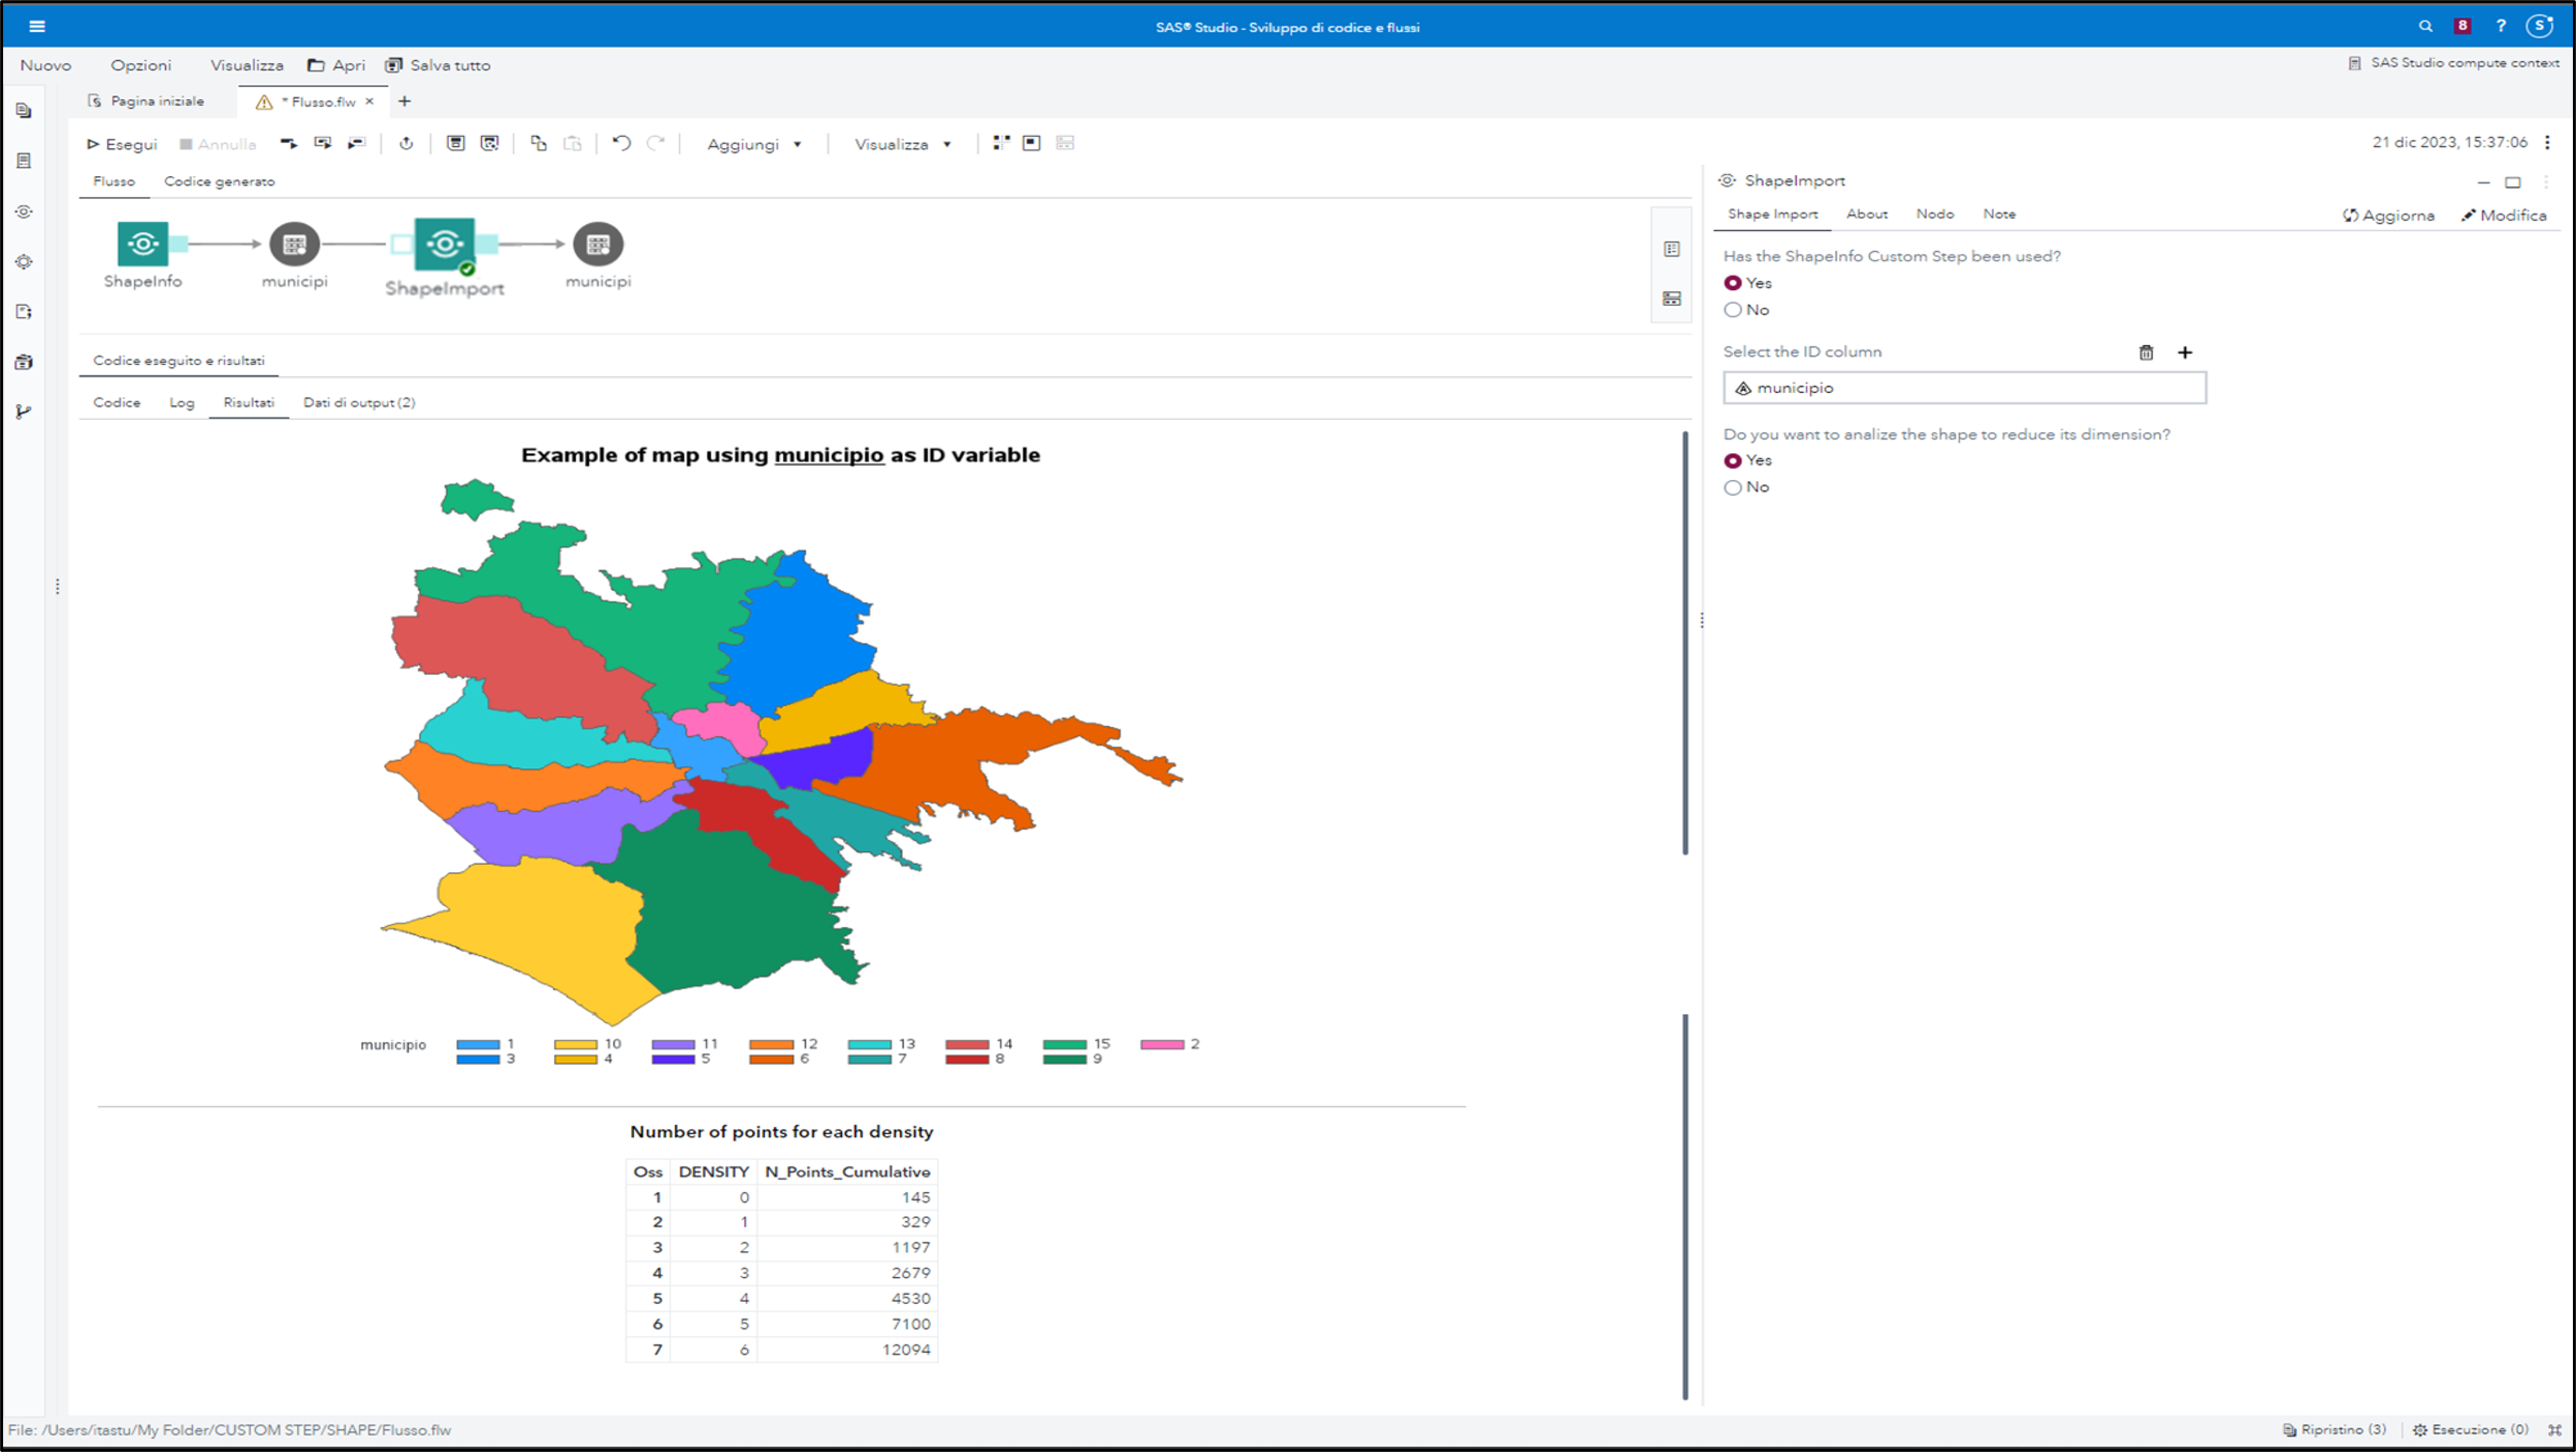 SAS® Studio - Sviluppo di codice e flussi
8 ? S
Nuovo Opzioni Visualizza Apri Salva tutto
SAS Studio compute context
Pagina iniziale * Flusso.flw × +
Esegui Annulla Aggiungi Visualizza
21 dic 2023, 15:37:06
Flusso Codice generato
ShapeInfo municipi ShapeImport municipi
Codice eseguito e risultati
Codice Log Risultati Dati di output (2)
Example of map using municipio as ID variable
municipio 1 10 11 12 13 14 15 2
3 4 5 6 7 8 9
Number of points for each density
Oss DENSITY N_Points_Cumulative
1 0 145
2 1 329
3 2 1197
4 3 2679
5 4 4530
6 5 7100
7 6 12094
ShapeImport
Shape Import About Nodo Note
Aggiorna Modifica
Has the ShapeInfo Custom Step been used?
Yes
No
Select the ID column
municipio
Do you want to analize the shape to reduce its dimension?
Yes
No
File: /Users/itastu/My Folder/CUSTOM STEP/SHAPE/Flusso.flw
Ripristino (3) Esecuzione (0)